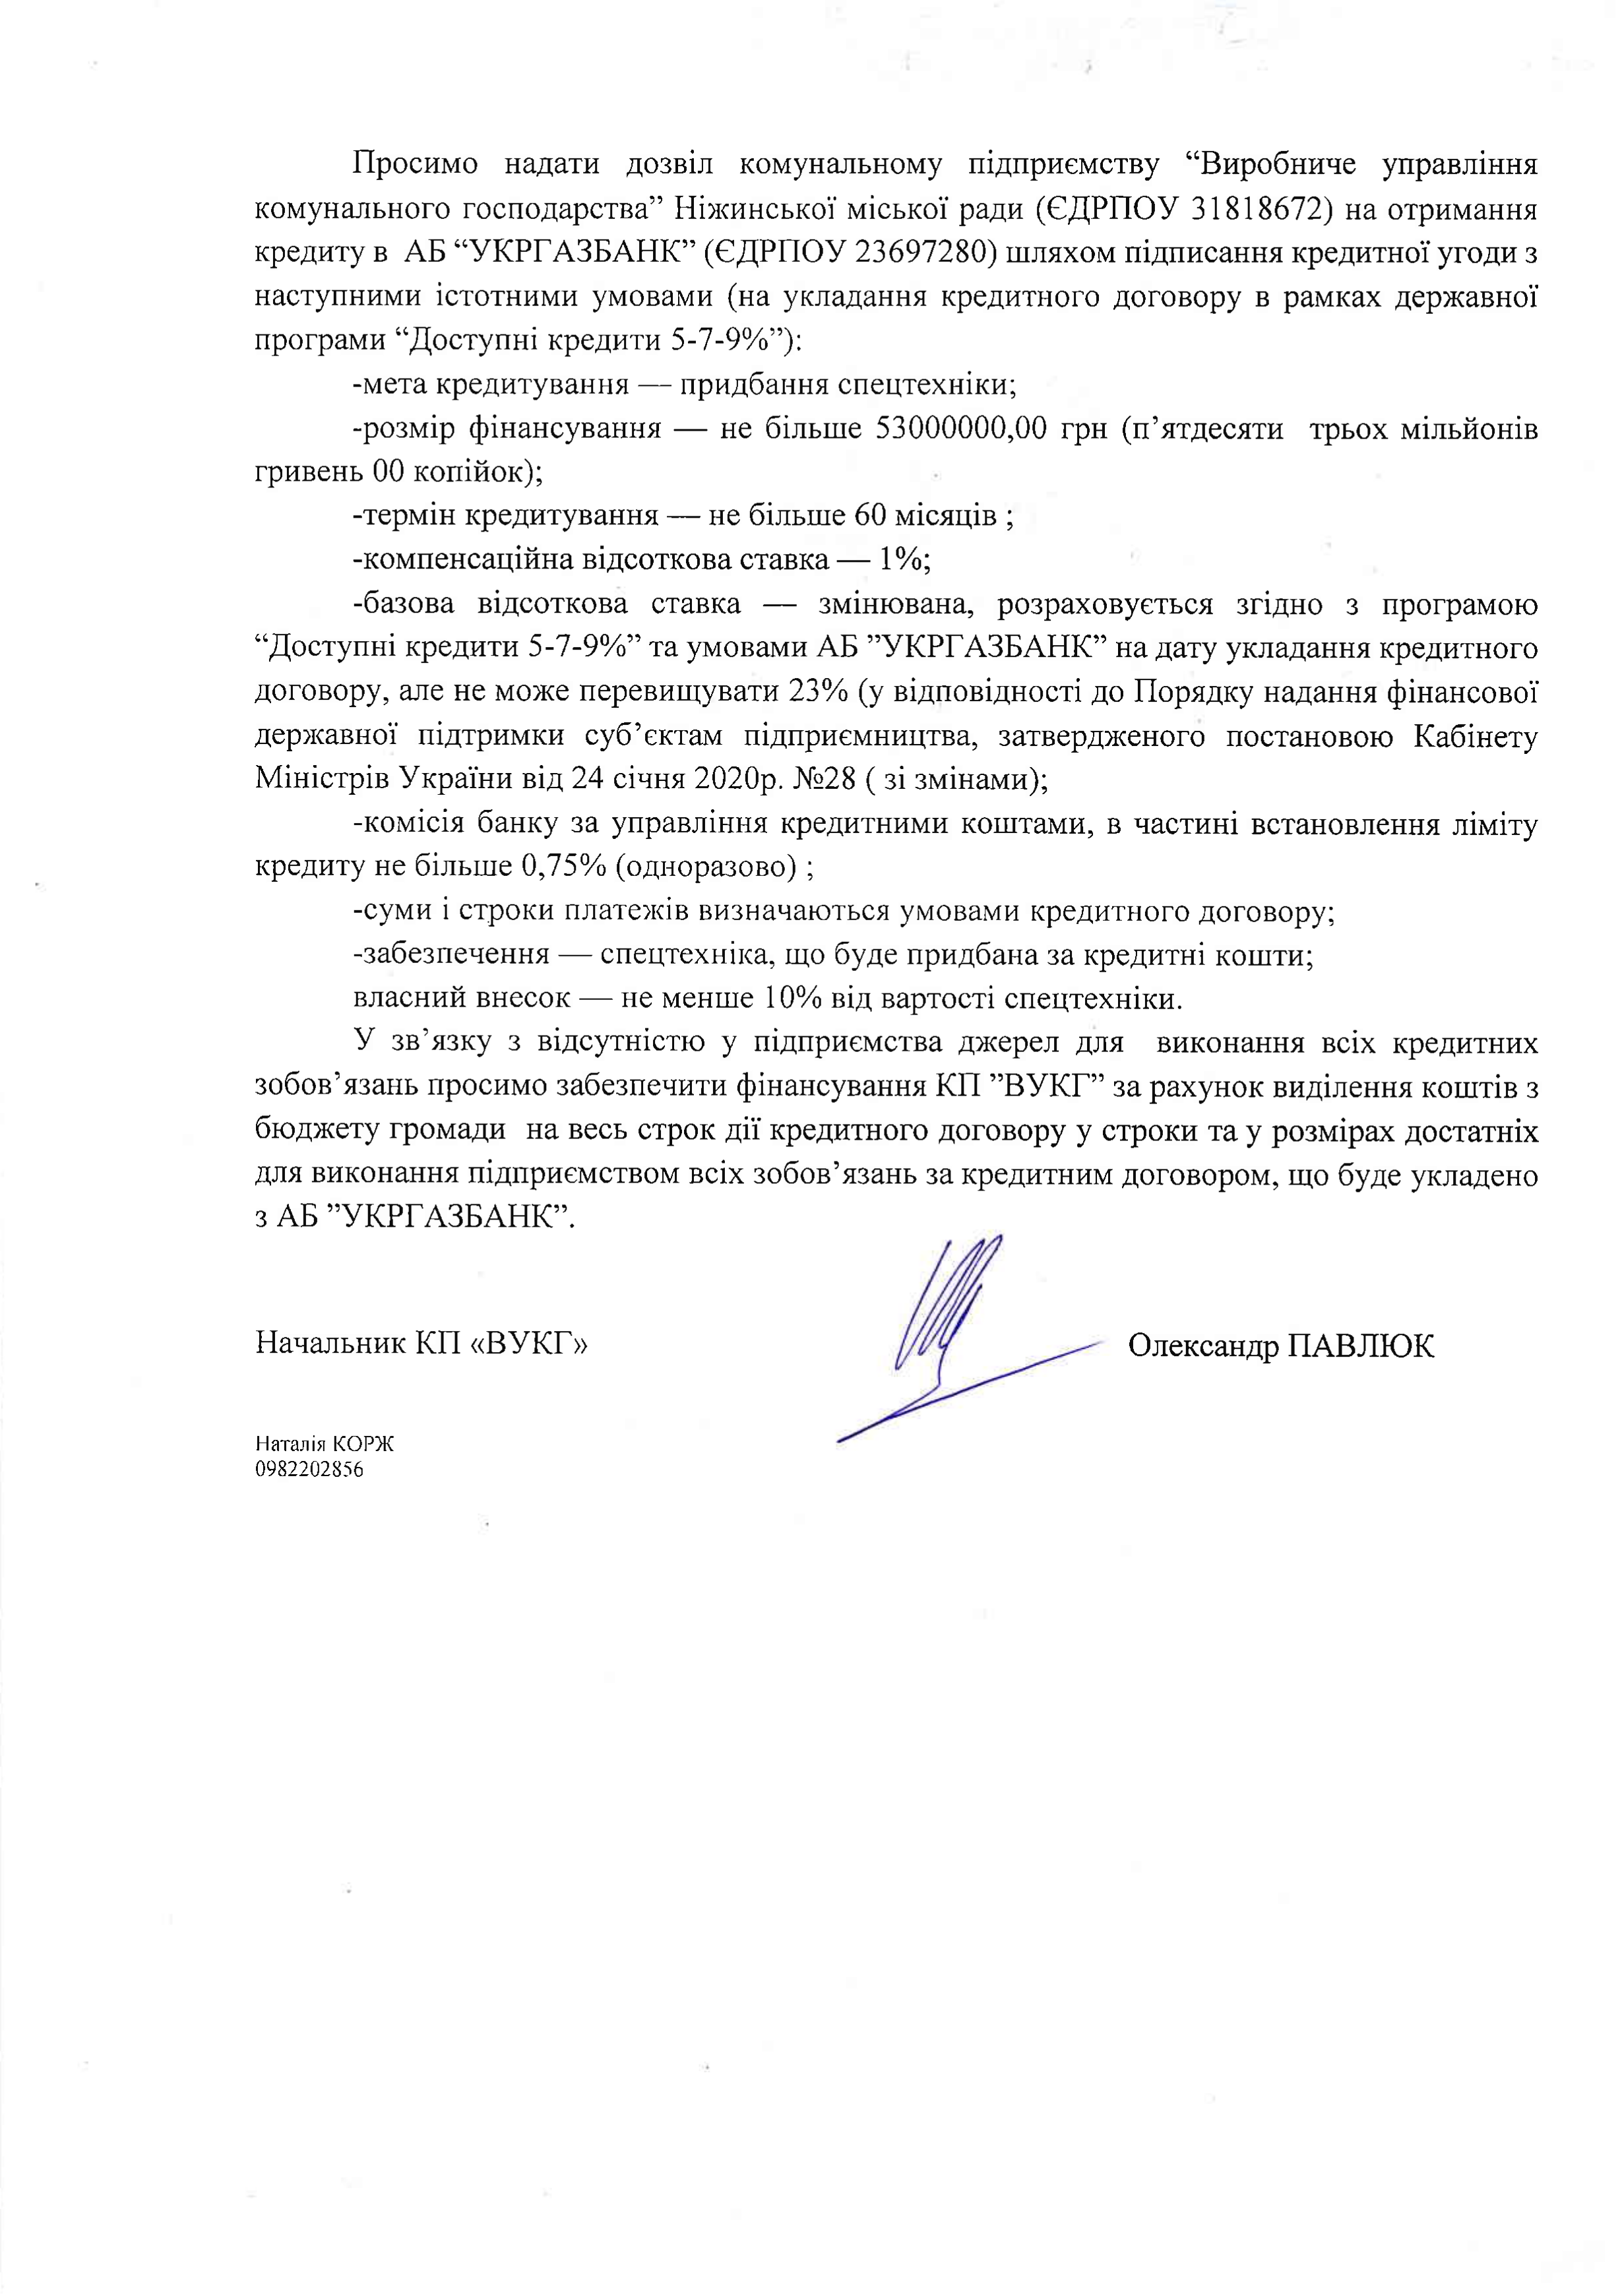 Просимо надати дозвіл комунальному підприємству “Виробниче управління
комунального господарства” Ніжинської міської ради (ЄДРПОУ 31818672) на отримання
кредиту в АБ “УКРГАЗБАНК” (ЄДРПОУ 23697280) шляхом підписання кредитної угоди з
наступними істотними умовами (на укладання кредитного договору в рамках державної
програми “Доступні кредити 5-7-9%”):
-мета кредитування — придбання спецтехніки;
-розмір фінансування — не більше 53000000,00 грн (п’ятдесяти трьох мільйонів
гривень 00 копійок);
-термін кредитування — не більше 60 місяців ;
-компенсаційна відсоткова ставка — 1%;
-базова відсоткова ставка — змінювана, розраховується згідно з програмою
“Доступні кредити 5-7-9%” та умовами АБ ”УКРГАЗБАНК” на дату укладання кредитного
договору, але не може перевищувати 23% (у відповідності до Порядку надання фінансової
державної підтримки суб’єктам підприємництва, затвердженого постановою Кабінету
Міністрів України від 24 січня 2020р. №28 ( зі змінами);
-комісія банку за управління кредитними коштами, в частині встановлення ліміту
кредиту не більше 0,75% (одноразово) ;
-суми і строки платежів визначаються умовами кредитного договору;
-забезпечення — спецтехніка, що буде придбана за кредитні кошти;
власний внесок — не менше 10% від вартості спецтехніки.
У зв’язку з відсутністю у підприємства джерел для виконання всіх кредитних
зобов’язань просимо забезпечити фінансування КП ”ВУКГ” за рахунок виділення коштів з
бюджету громади на весь строк дії кредитного договору у строки та у розмірах достатніх
для виконання підприємством всіх зобов’язань за кредитним договором, що буде укладено
з АБ ”УКРГАЗБАНК”.
Начальник КП «ВУКГ» Олександр ПАВЛЮК
Наталія КОРЖ
0982202856